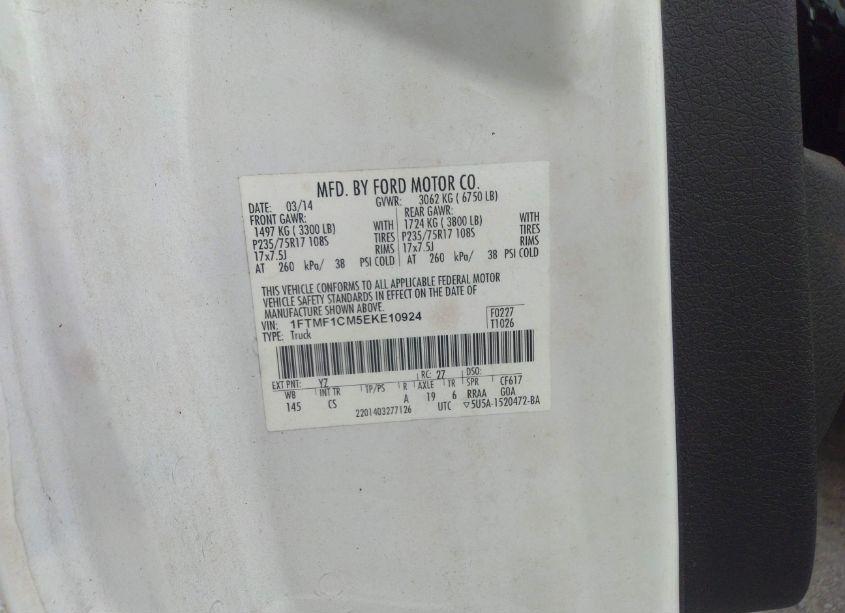 MFD. BY FORD MOTOR CO.
DATE: 03/14 GVWR: 3062 KG ( 6750 LB)
FRONT GAWR: REAR GAWR:
1497 KG ( 3300 LB) WITH 1724 KG ( 3800 LB) WITH
P235/75R17 108S TIRES P235/75R17 108S TIRES
17x7.5J RIMS 17x7.5J RIMS
AT 260 kPa/ 38 PSI COLD AT 260 kPa/ 38 PSI COLD
THIS VEHICLE CONFORMS TO ALL APPLICABLE FEDERAL MOTOR
VEHICLE SAFETY STANDARDS IN EFFECT ON THE DATE OF
MANUFACTURE SHOWN ABOVE.
VIN: 1FTMF1CM5EKE10924 F0227
TYPE: Truck T1026
EXT PNT: YZ RC: 27 DSO:
WB INT TR TP/PS R AXLE TR SPR CF617
145 CS A 19 6 RRAA GOA
2201403277126 UTC ▽5U5A-1520472-BA